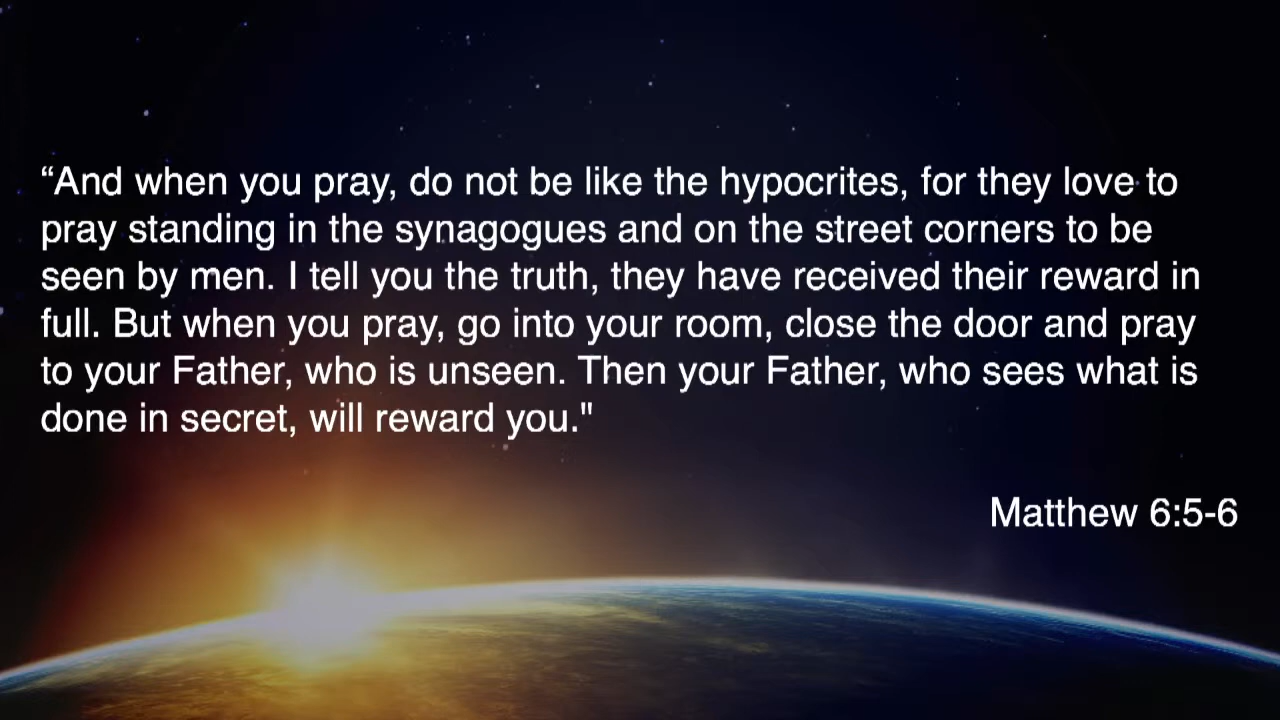 “And when you pray, do not be like the hypocrites, for they love to
pray standing in the synagogues and on the street corners to be
seen by men. I tell you the truth, they have received their reward in
full. But when you pray, go into your room, close the door and pray
to your Father, who is unseen. Then your Father, who sees what is
done in secret, will reward you."
Matthew 6:5-6